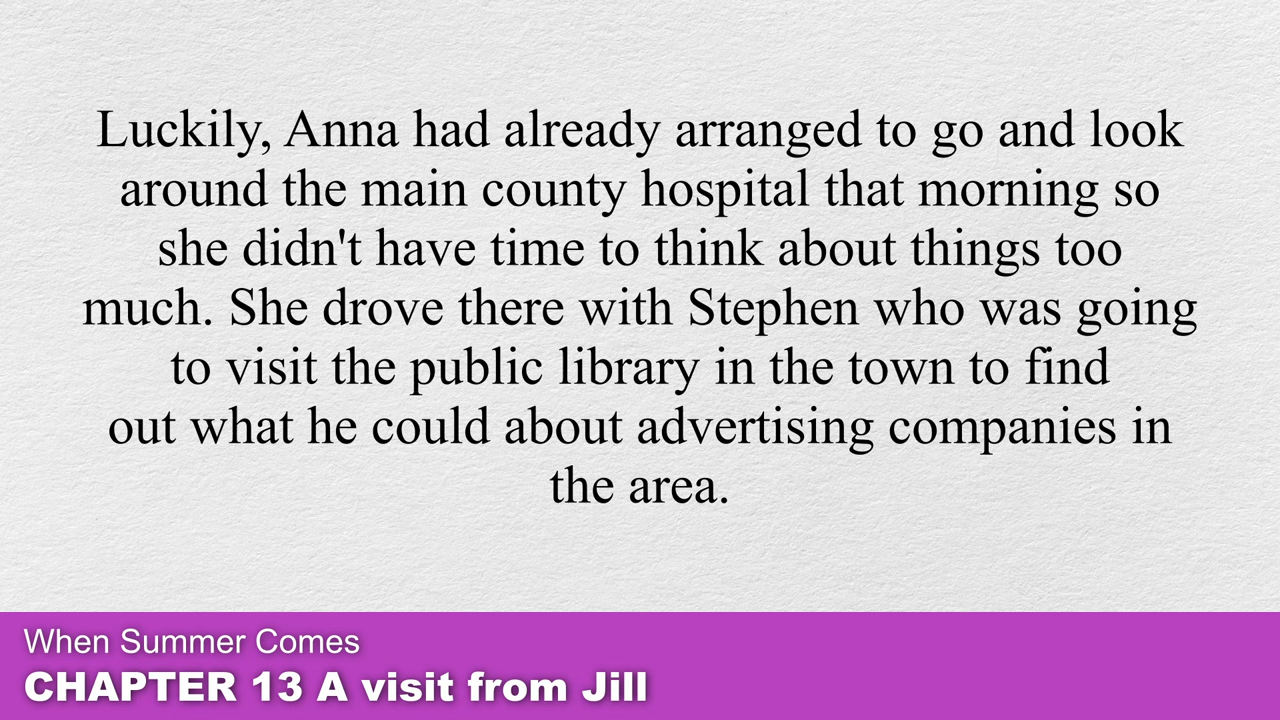 Luckily, Anna had already arranged to go and look
around the main county hospital that morning so
she didn't have time to think about things too
much. She drove there with Stephen who was going
to visit the public library in the town to find
out what he could about advertising companies in
the area.
When Summer Comes
CHAPTER 13 A visit from Jill